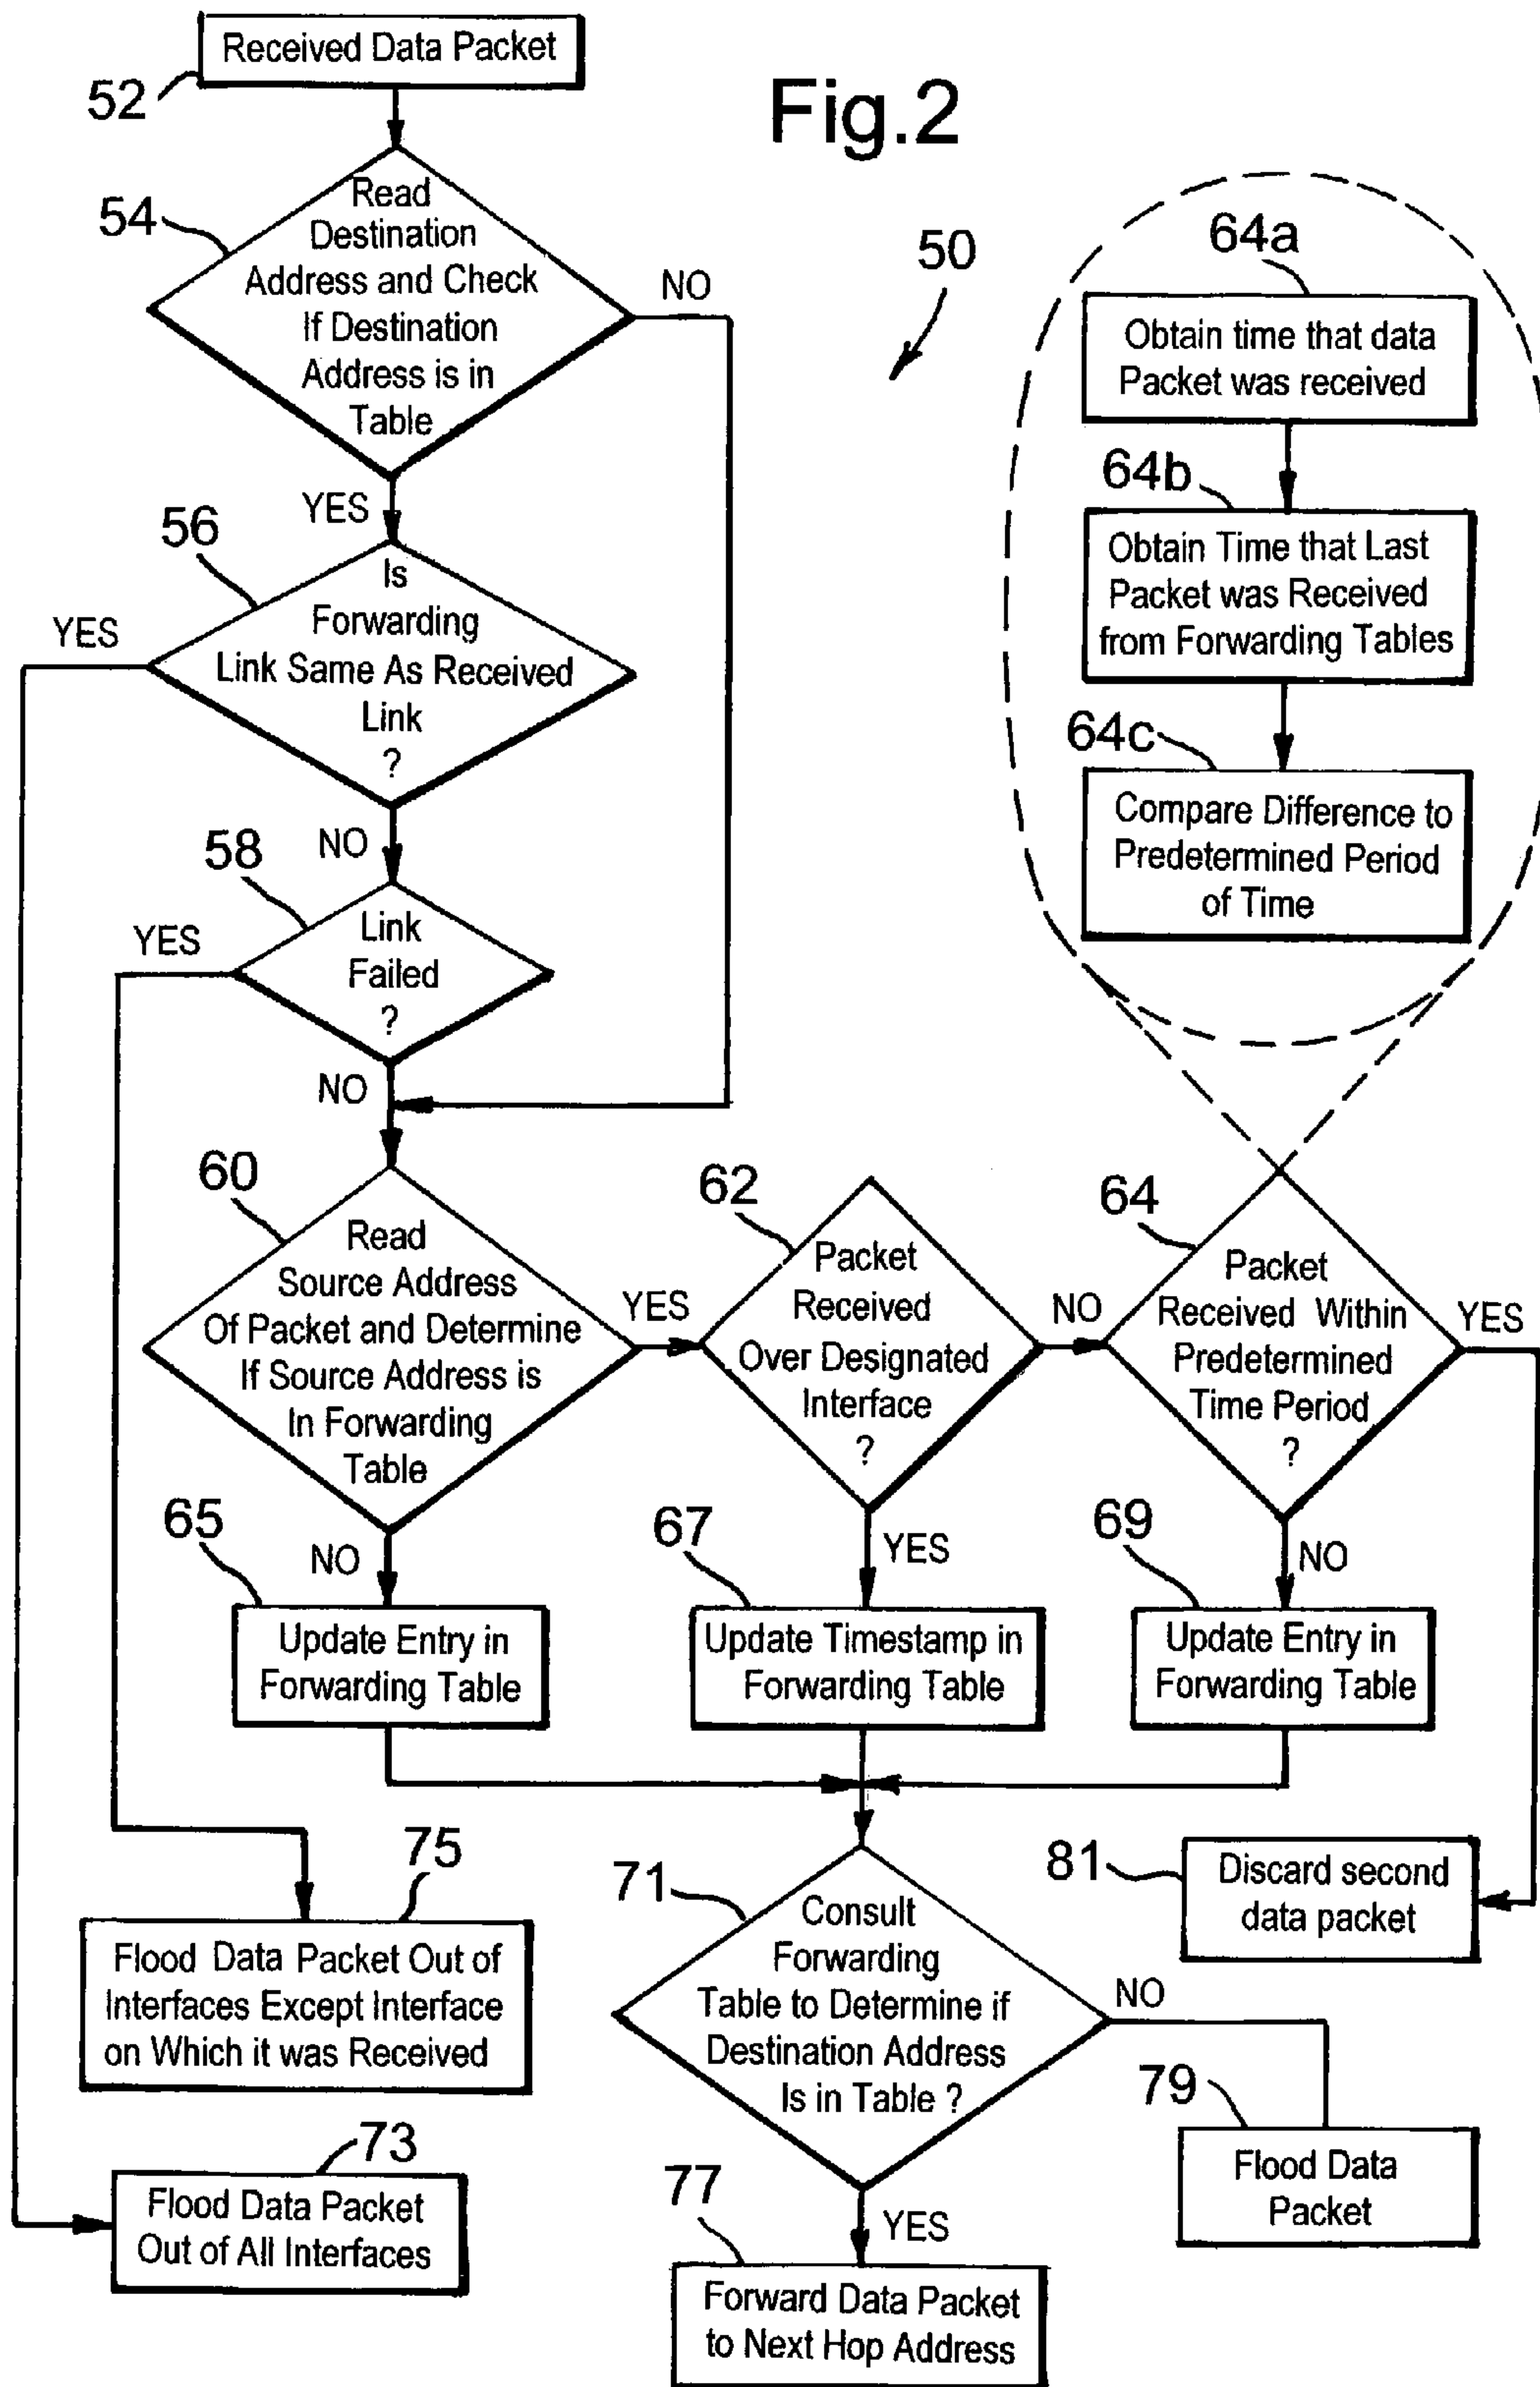 Received Data Packet
52
Fig.2
54
Read
Destination
Address and Check
If Destination
Address is in
Table
NO
YES
50
64a
Obtain time that data
Packet was received
64b
Obtain Time that Last
Packet was Received
from Forwarding Tables
64c
Compare Difference to
Predetermined Period
of Time
56
Is
Forwarding
Link Same As Received
Link
?
YES
NO
58
Link
Failed
?
YES
NO
60
Read
Source Address
Of Packet and Determine
If Source Address is
In Forwarding
Table
YES
NO
62
Packet
Received
Over Designated
Interface
?
NO
YES
64
Packet
Received Within
Predetermined
Time Period
?
YES
NO
65
Update Entry in
Forwarding Table
67
Update Timestamp in
Forwarding Table
69
Update Entry in
Forwarding Table
75
Flood Data Packet Out of
Interfaces Except Interface
on Which it was Received
71
Consult
Forwarding
Table to Determine if
Destination Address
Is in Table ?
NO
YES
81
Discard second
data packet
73
Flood Data Packet
Out of All Interfaces
79
Flood Data
Packet
77
Forward Data Packet
to Next Hop Address